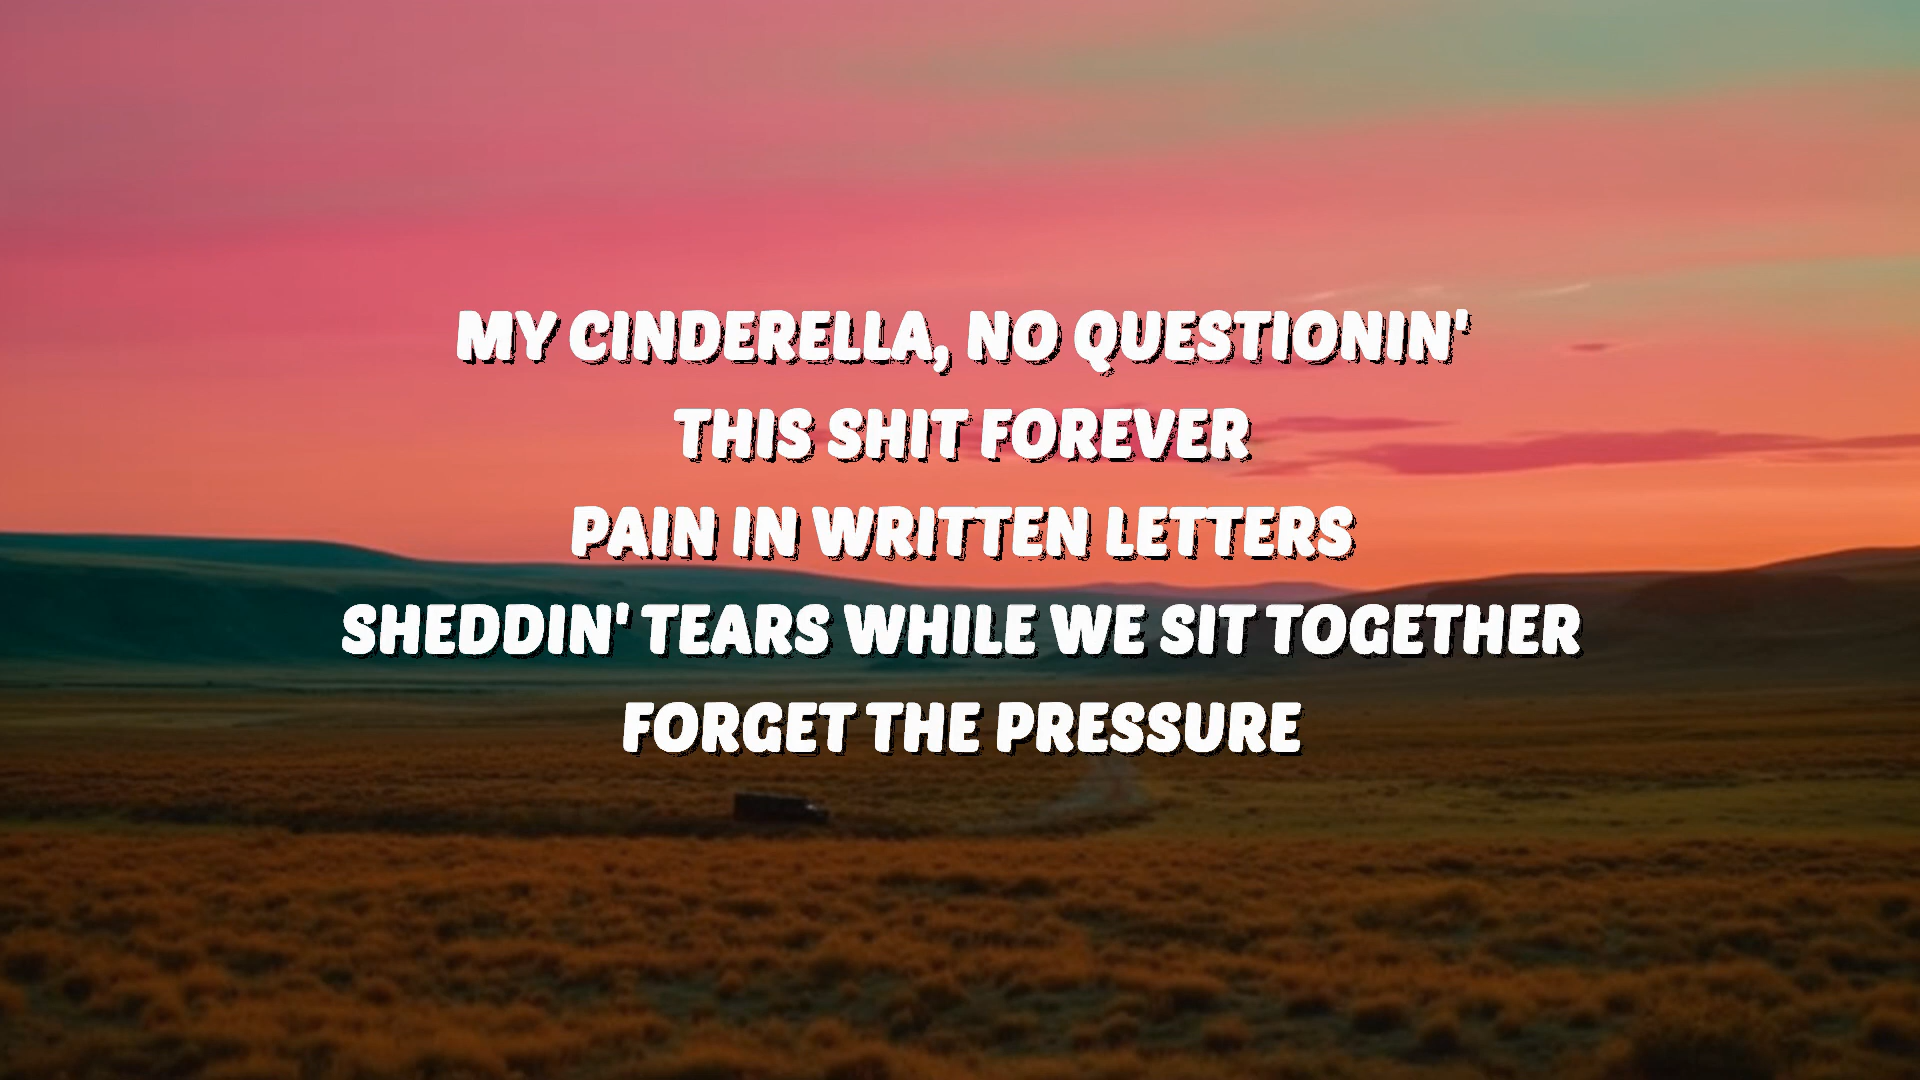 MY CINDERELLA, NO QUESTIONIN'
THIS SHIT FOREVER
PAIN IN WRITTEN LETTERS
SHEDDIN' TEARS WHILE WE SIT TOGETHER
FORGET THE PRESSURE